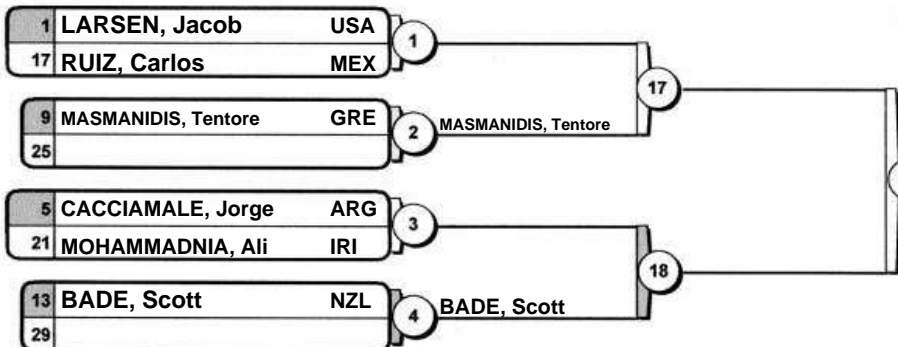 1 LARSEN, Jacob USA
17 RUIZ, Carlos MEX
1
9 MASMANIDIS, Tentore GRE
25
2 MASMANIDIS, Tentore
17
5 CACCIAMALE, Jorge ARG
21 MOHAMMADNIA, Ali IRI
3
13 BADE, Scott NZL
29
4 BADE, Scott
18